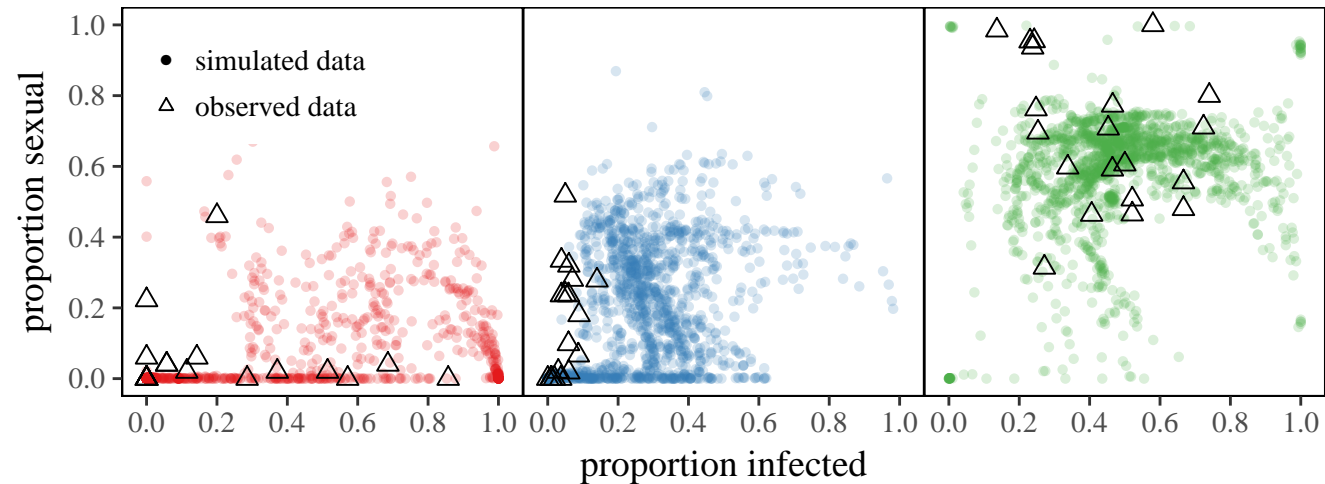 proportion sexual
1.0
0.8
0.6
0.4
0.2
0.0
simulated data
observed data
0.0 0.2 0.4 0.6 0.8 1.0
0.0 0.2 0.4 0.6 0.8 1.0
0.0 0.2 0.4 0.6 0.8 1.0
proportion infected